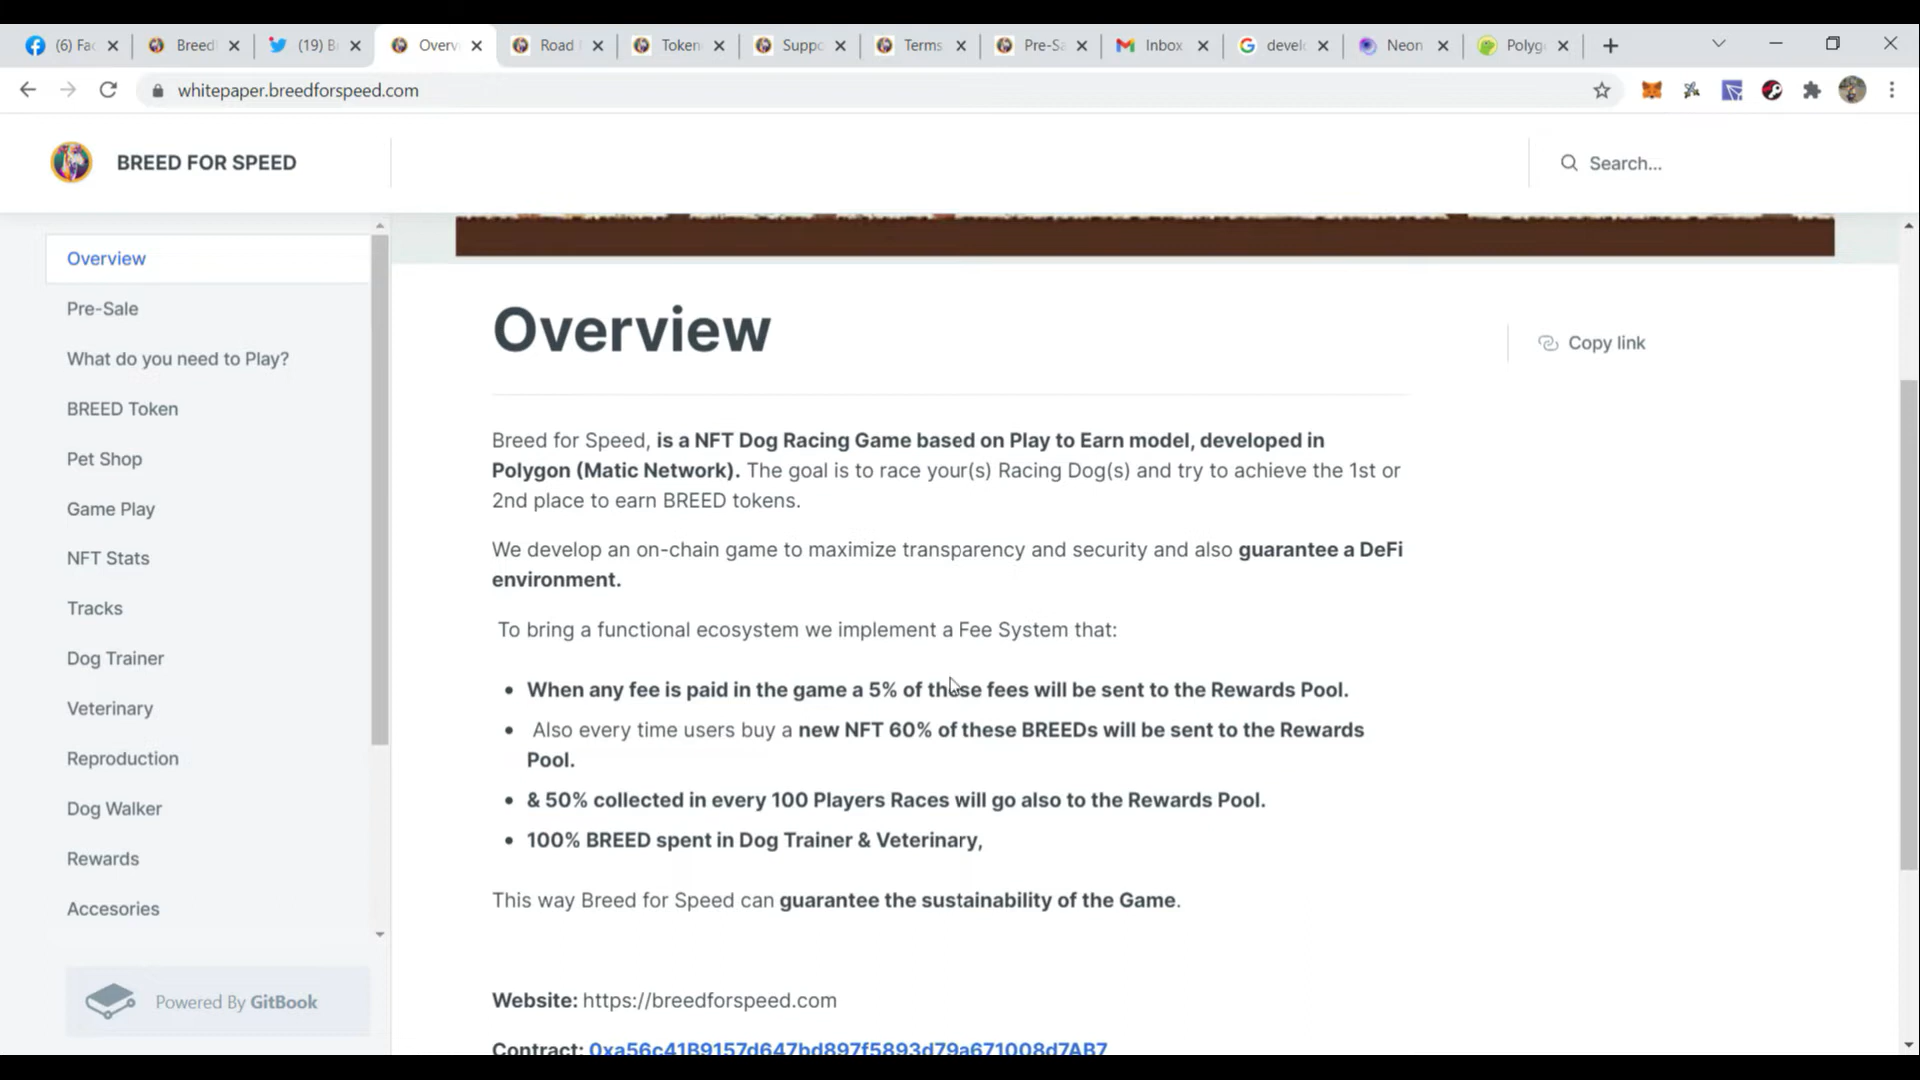 (6) Fac
Breed
(19) B
Overv
Road
Token
Suppo
Terms
Pre-Sa
Inbox
develo
Neon
Polyg
whitepaper.breedforspeed.com
BREED FOR SPEED
Search...
Overview
Pre-Sale
What do you need to Play?
BREED Token
Pet Shop
Game Play
NFT Stats
Tracks
Dog Trainer
Veterinary
Reproduction
Dog Walker
Rewards
Accesories
Powered By GitBook
Overview
Copy link
Breed for Speed, is a NFT Dog Racing Game based on Play to Earn model, developed in
Polygon (Matic Network). The goal is to race your(s) Racing Dog(s) and try to achieve the 1st or
2nd place to earn BREED tokens.
We develop an on-chain game to maximize transparency and security and also guarantee a DeFi
environment.
To bring a functional ecosystem we implement a Fee System that:
• When any fee is paid in the game a 5% of those fees will be sent to the Rewards Pool.
• Also every time users buy a new NFT 60% of these BREEDs will be sent to the Rewards
Pool.
• & 50% collected in every 100 Players Races will go also to the Rewards Pool.
• 100% BREED spent in Dog Trainer & Veterinary,
This way Breed for Speed can guarantee the sustainability of the Game.
Website: https://breedforspeed.com
Contract: 0xa56c41B9157d647bd897f5893d79a671008d7AB7